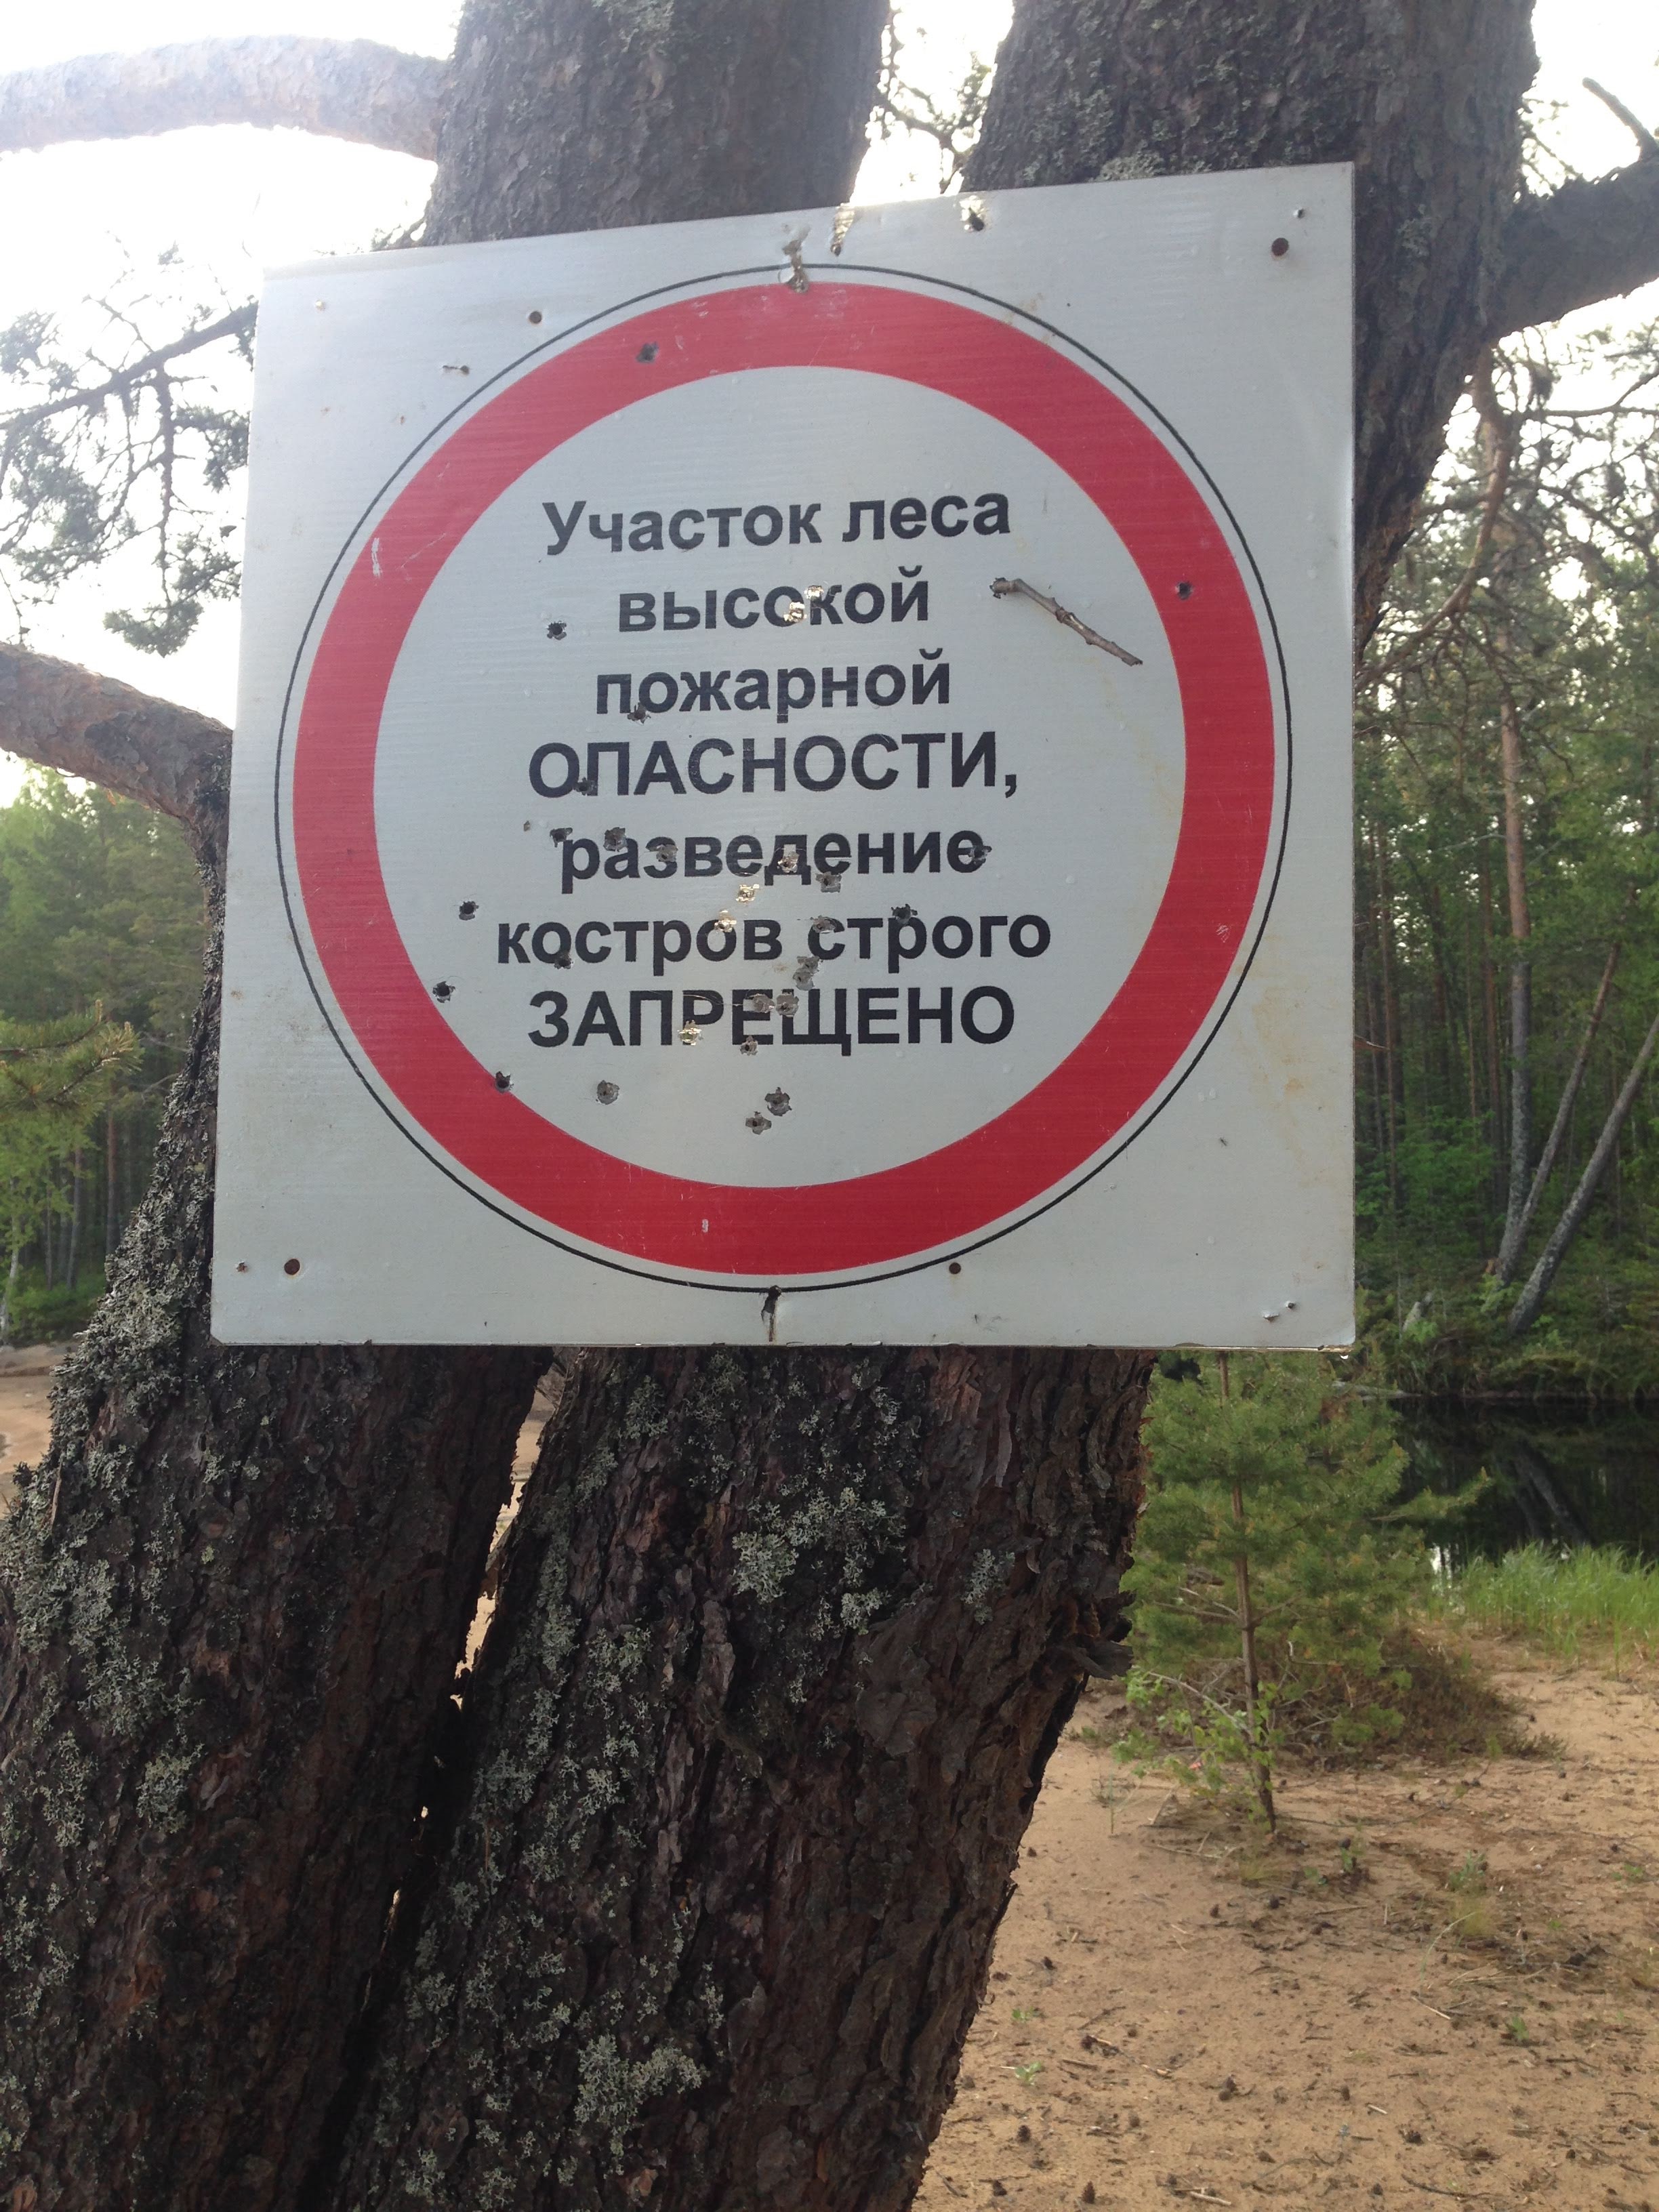 Участок леса
высокой
пожарной
ОПАСНОСТИ,
разведение
костров строго
ЗАПРЕЩЕНО